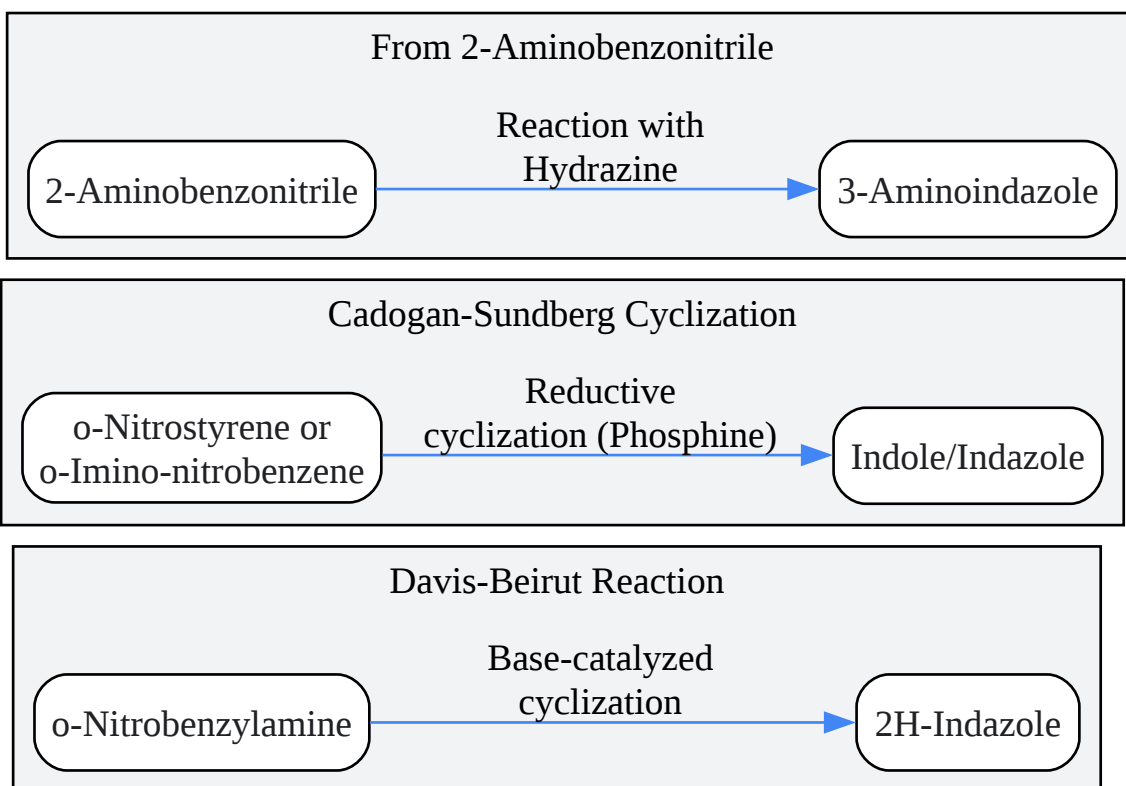 From 2-Aminobenzonitrile
Reaction with
Hydrazine
2-Aminobenzonitrile
3-Aminoindazole
Cadogan-Sundberg Cyclization
Reductive
cyclization (Phosphine)
o-Nitrostyrene or
o-Imino-nitrobenzene
Indole/Indazole
Davis-Beirut Reaction
Base-catalyzed
cyclization
o-Nitrobenzylamine
2H-Indazole